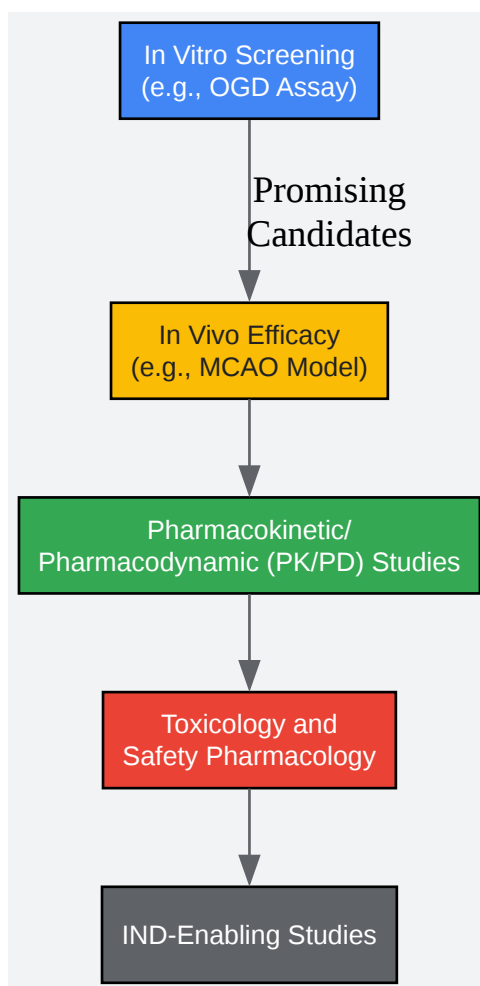 In Vitro Screening
(e.g., OGD Assay)
Promising
Candidates
In Vivo Efficacy
(e.g., MCAO Model)
Pharmacokinetic/
Pharmacodynamic (PK/PD) Studies
Toxicology and
Safety Pharmacology
IND-Enabling Studies